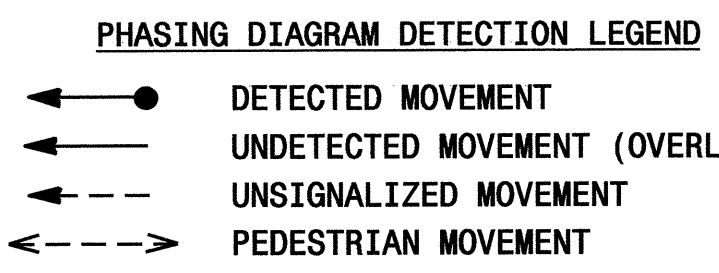 PHASING DIAGRAM DETECTION LEGEND
DETECTED MOVEMENT
UNDETECTED MOVEMENT (OVERL
UNSIGNALIZED MOVEMENT
PEDESTRIAN MOVEMENT